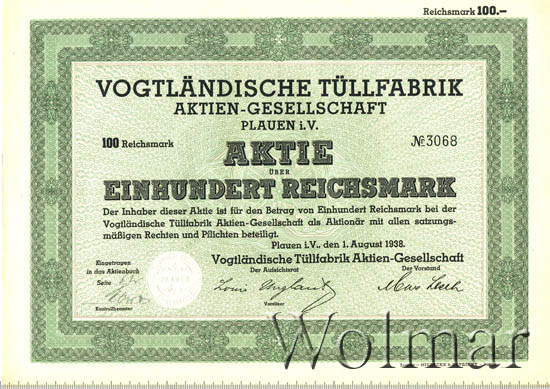 Reichsmark 100.—
VOGTLÄNDISCHE TÜLLFABRIK
AKTIEN-GESELLSCHAFT
PLAUEN i.V.
100 Reichsmark
№ 3068
AKTIE
ÜBER
EINHUNDERT REICHSMARK
Der Inhaber dieser Aktie ist für den Betrag von Einhundert Reichsmark bei der
Vogtländische Tüllfabrik Aktien-Gesellschaft als Aktionär mit allen satzungs-
mäßigen Rechten und Pflichten beteiligt.
Plauen i.V., den 1. August 1938.
Eingetragen
in das Aktienbuch
Seite
Kontrollbeamter
Vogtländische Tüllfabrik Aktien-Gesellschaft
Der Aufsichtsrat
Der Vorstand
Vorsitzer
Wolmar